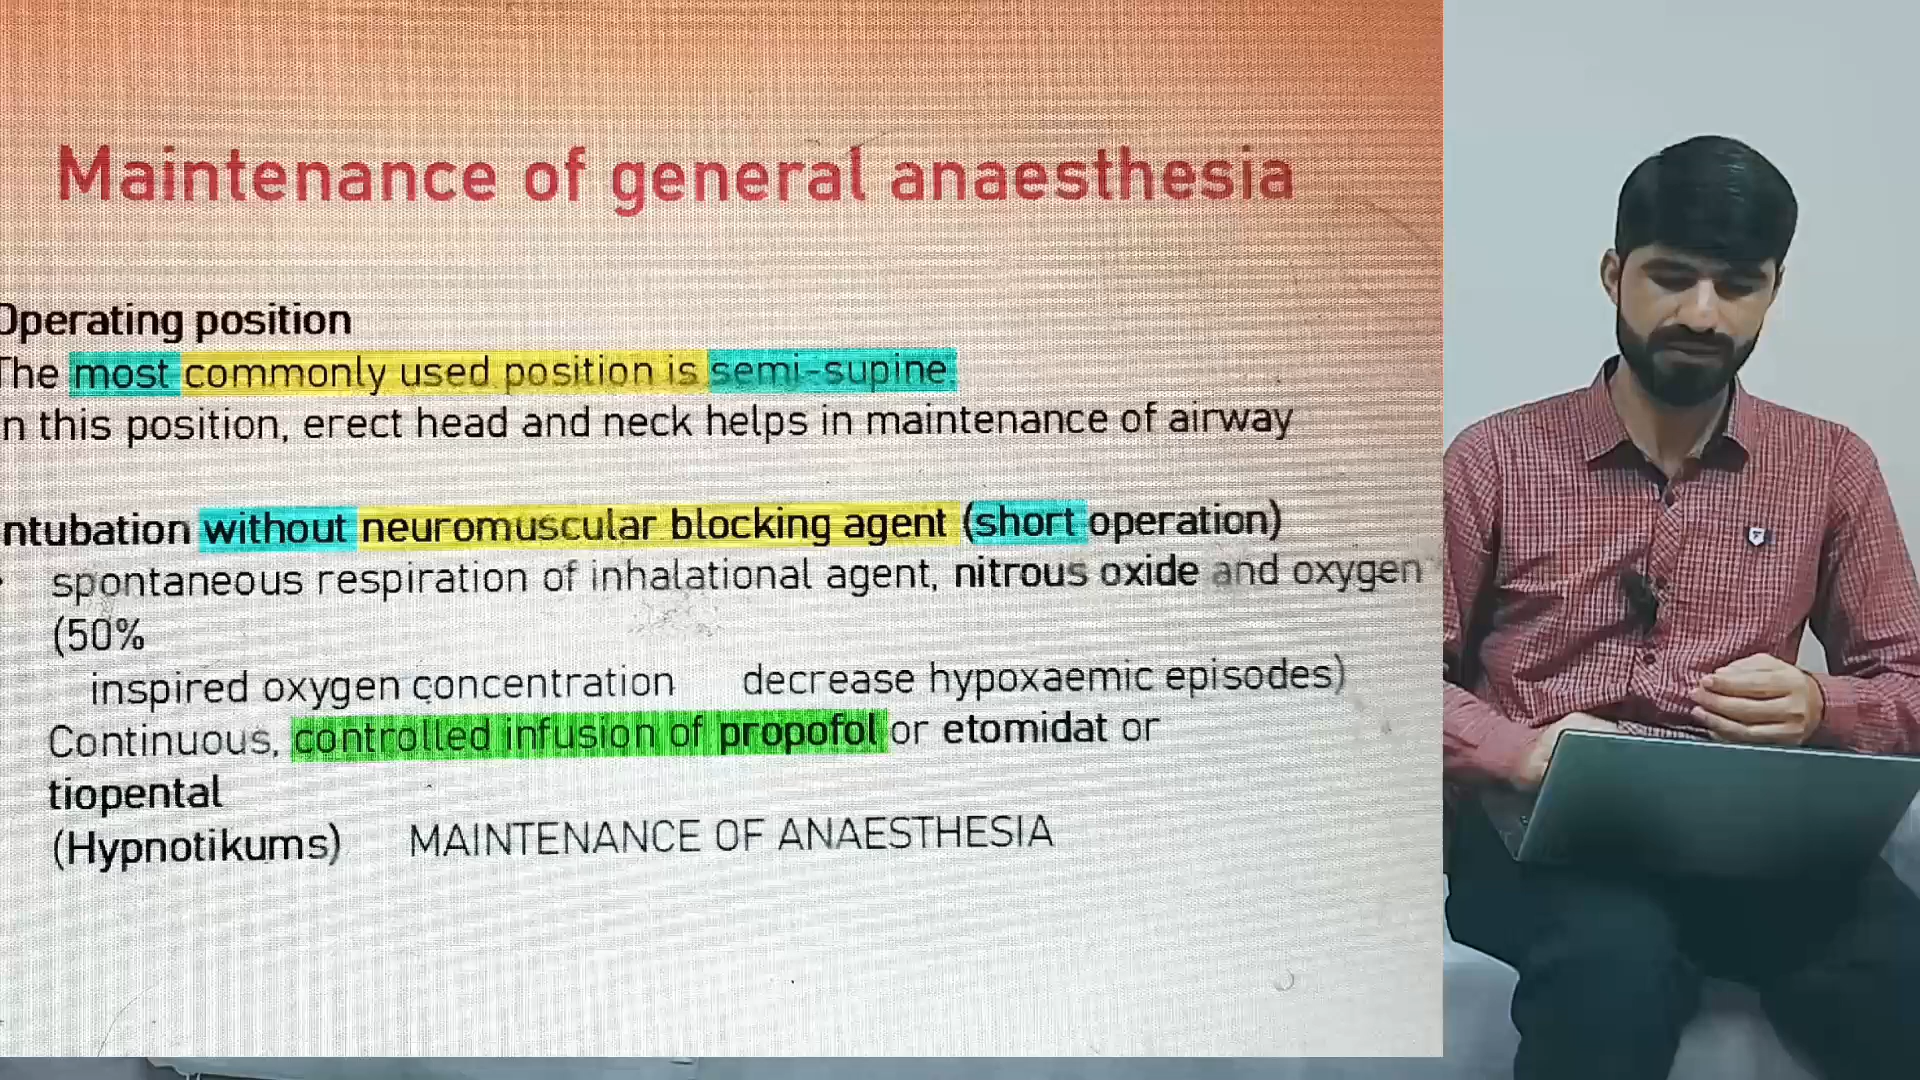 Maintenance of general anaesthesia
Operating position
The most commonly used position is semi-supine.
n this position, erect head and neck helps in maintenance of airway
ntubation without neuromuscular blocking agent (short operation)
spontaneous respiration of inhalational agent, nitrous oxide and oxygen
(50%
inspired oxygen concentration decrease hypoxaemic episodes)
Continuous, controlled infusion of propofol or etomidat or
tiopental
(Hypnotikums) MAINTENANCE OF ANAESTHESIA